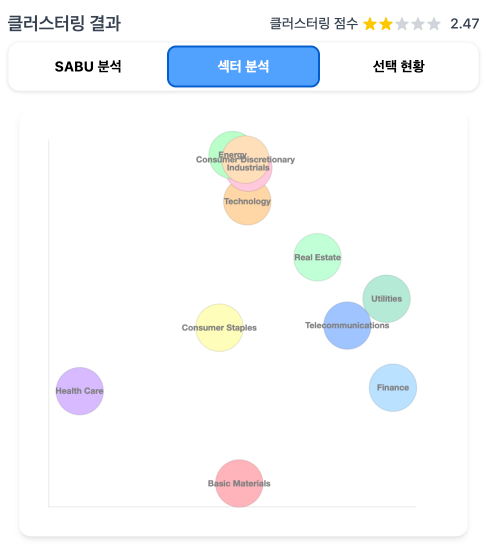 클러스터링 결과
클러스터링 점수 2.47
SABU 분석
섹터 분석
선택 현황
Energy
Consumer Discretionary
Industrials
Technology
Real Estate
Utilities
Telecommunications
Consumer Staples
Finance
Health Care
Basic Materials